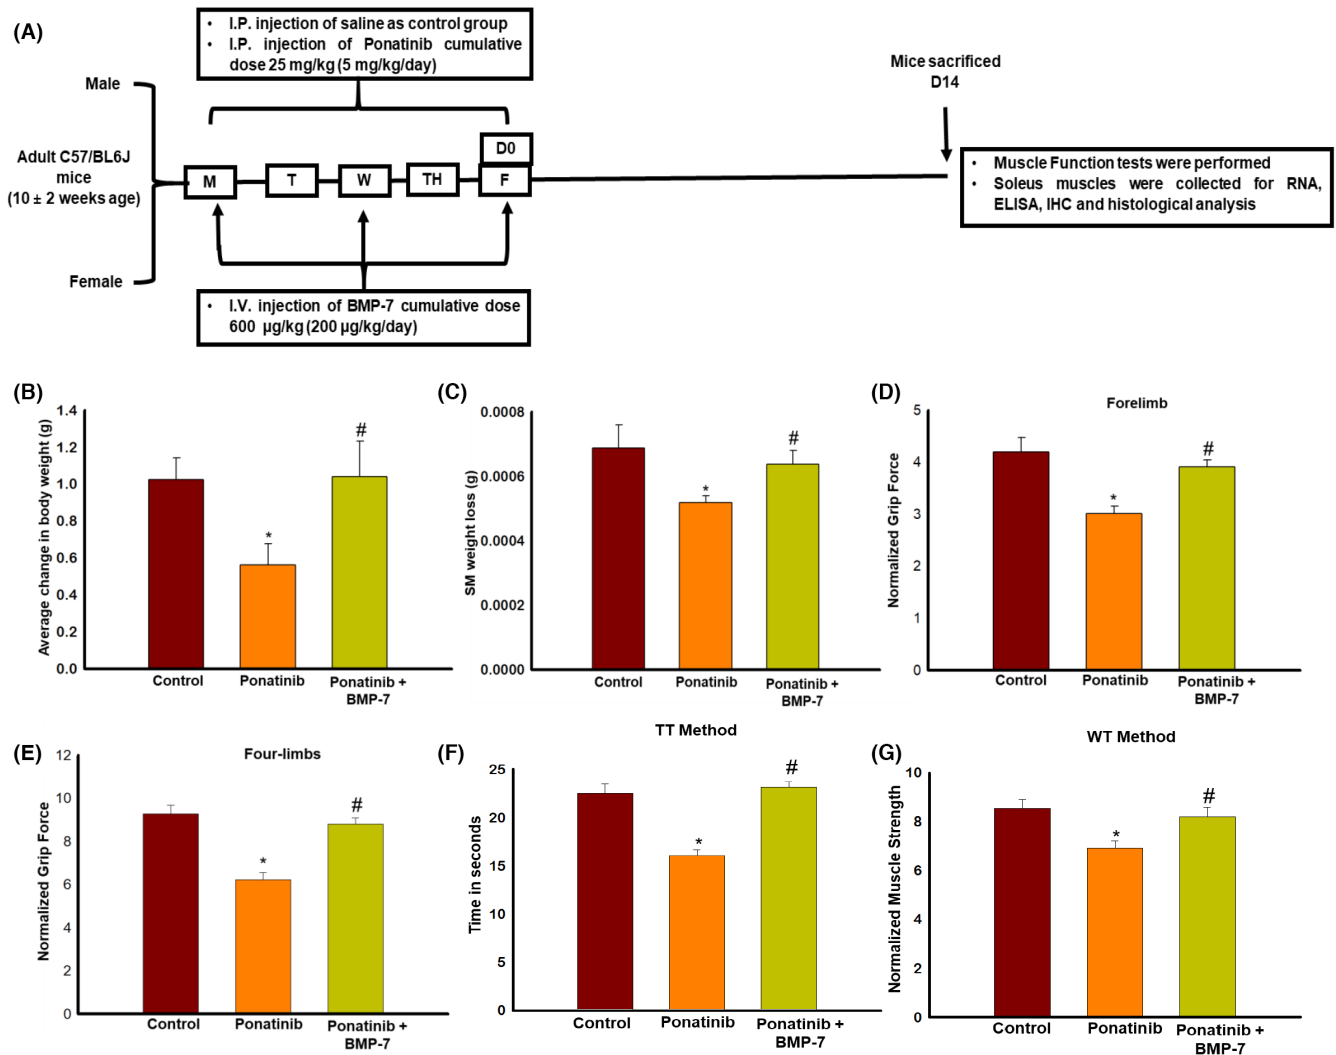 (A)
• I.P. injection of saline as control group
• I.P. injection of Ponatinib cumulative
dose 25 mg/kg (5 mg/kg/day)
Male
Adult C57/BL6J
mice
(10 ± 2 weeks age)
Female
M
T
W
TH
D0
F
Mice sacrificed
D14
• Muscle Function tests were performed
• Soleus muscles were collected for RNA,
ELISA, IHC and histological analysis
• I.V. injection of BMP-7 cumulative dose
600 µg/kg (200 µg/kg/day)
(B)
Average change in body weight (g)
1.4
1.2
1.0
0.8
0.6
0.4
0.2
0.0
*
#
Control
Ponatinib
Ponatinib +
BMP-7
(C)
SM weight loss (g)
0.0008
0.0006
0.0004
0.0002
0.0000
*
#
Control
Ponatinib
Ponatinib +
BMP-7
(D)
Forelimb
Normalized Grip Force
5
4
3
2
1
0
*
#
Control
Ponatinib
Ponatinib +
BMP-7
(E)
Four-limbs
Normalized Grip Force
12
10
8
6
4
2
0
*
#
Control
Ponatinib
Ponatinib +
BMP-7
(F)
TT Method
Time in seconds
25
20
15
10
5
0
*
#
Control
Ponatinib
Ponatinib +
BMP-7
(G)
WT Method
Normalized Muscle Strength
10
8
6
4
2
0
*
#
Control
Ponatinib
Ponatinib +
BMP-7